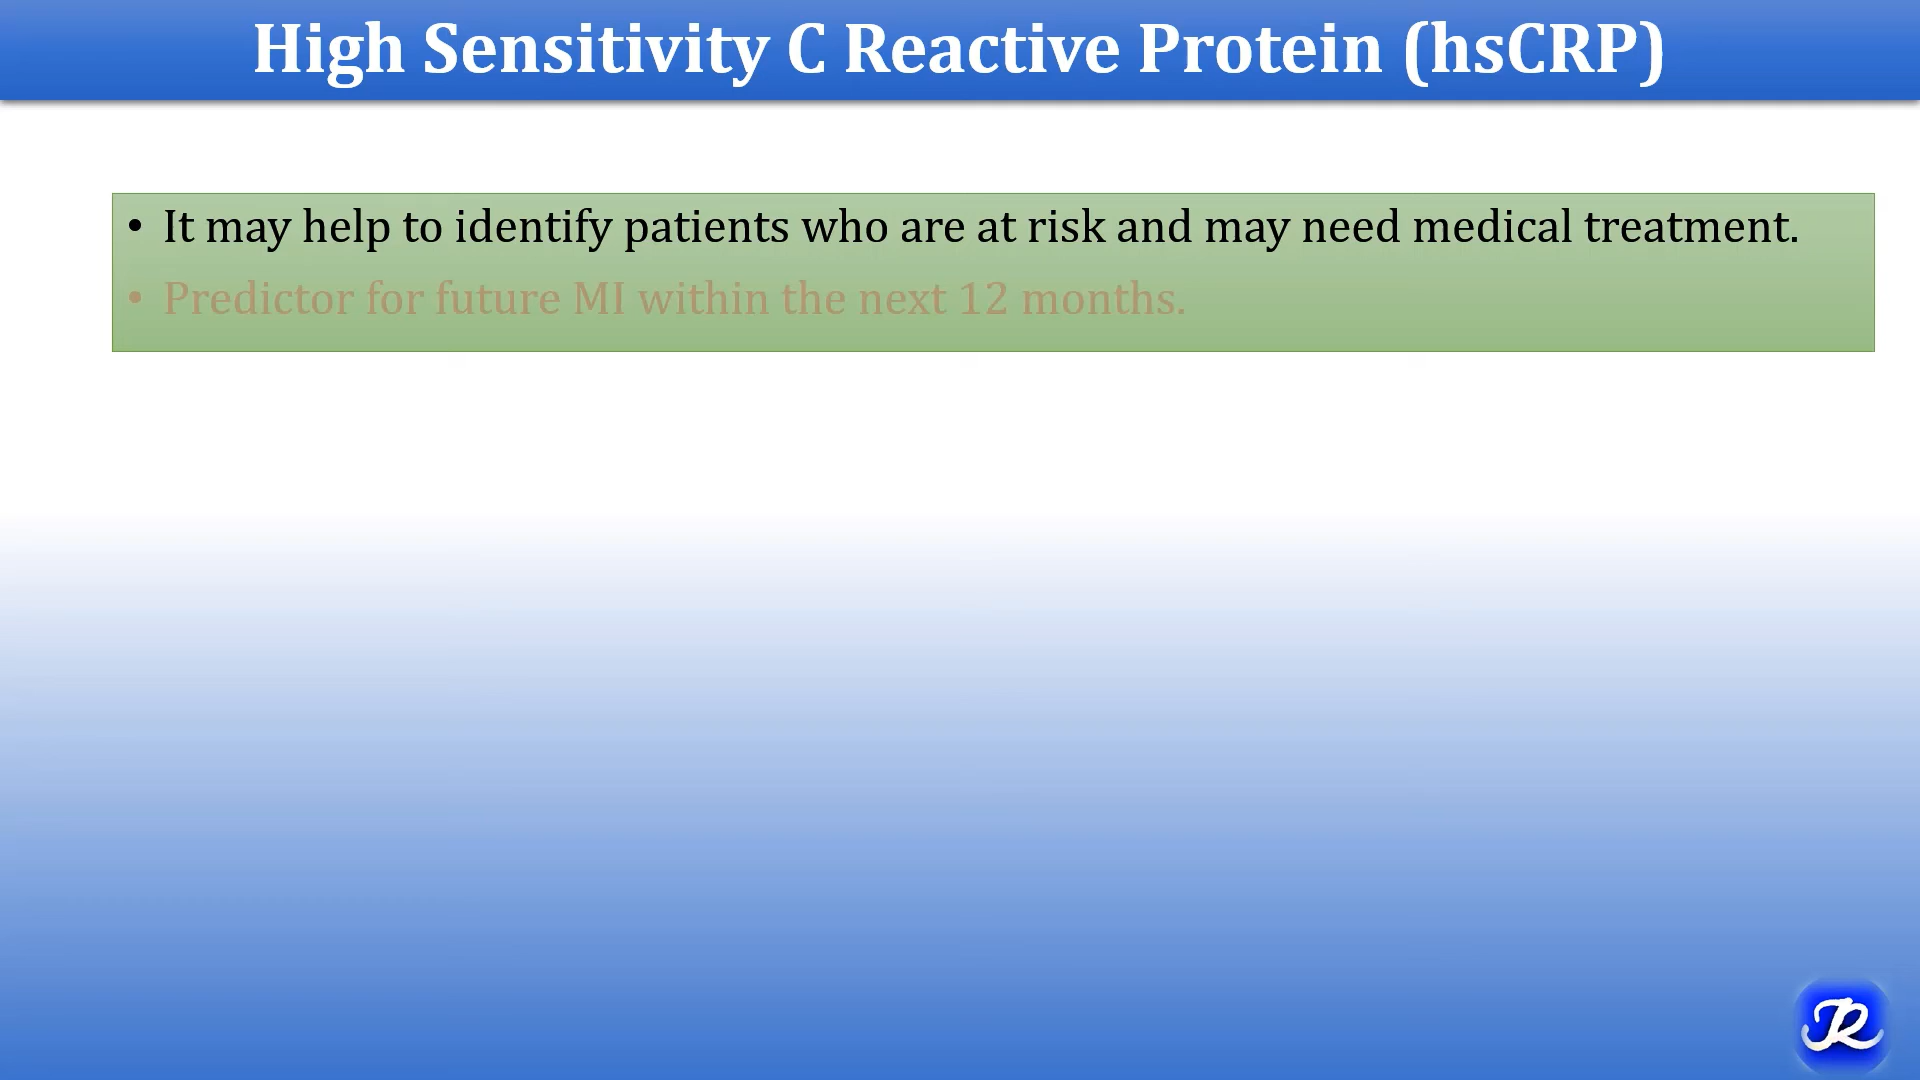 High Sensitivity C Reactive Protein (hsCRP)
• It may help to identify patients who are at risk and may need medical treatment.
• Predictor for future MI within the next 12 months.
JR